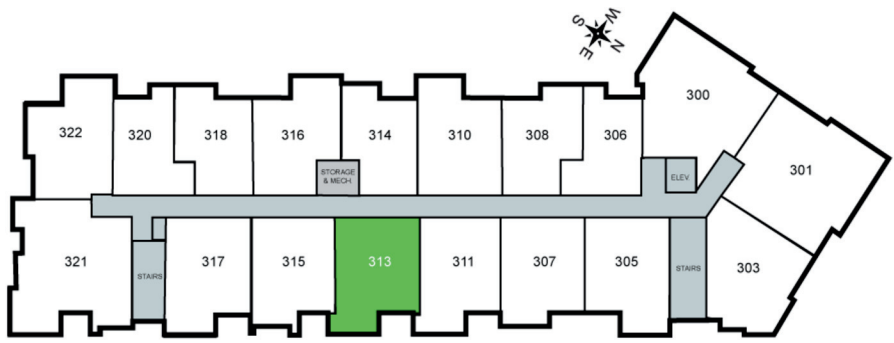 W
S
N
E
300
322
320
318
316
314
310
308
306
301
STORAGE
& MECH.
ELEV.
321
STAIRS
317
315
313
311
307
305
STAIRS
303